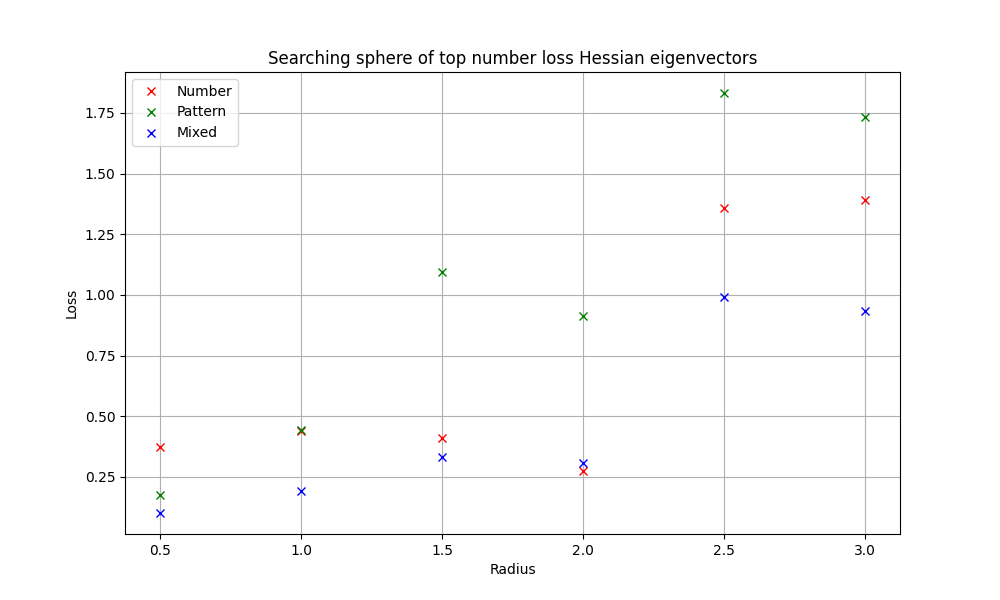 Searching sphere of top number loss Hessian eigenvectors
Number
Pattern
Mixed
1.75
1.50
1.25
1.00
0.75
0.50
0.25
Loss
0.5 1.0 1.5 2.0 2.5 3.0
Radius